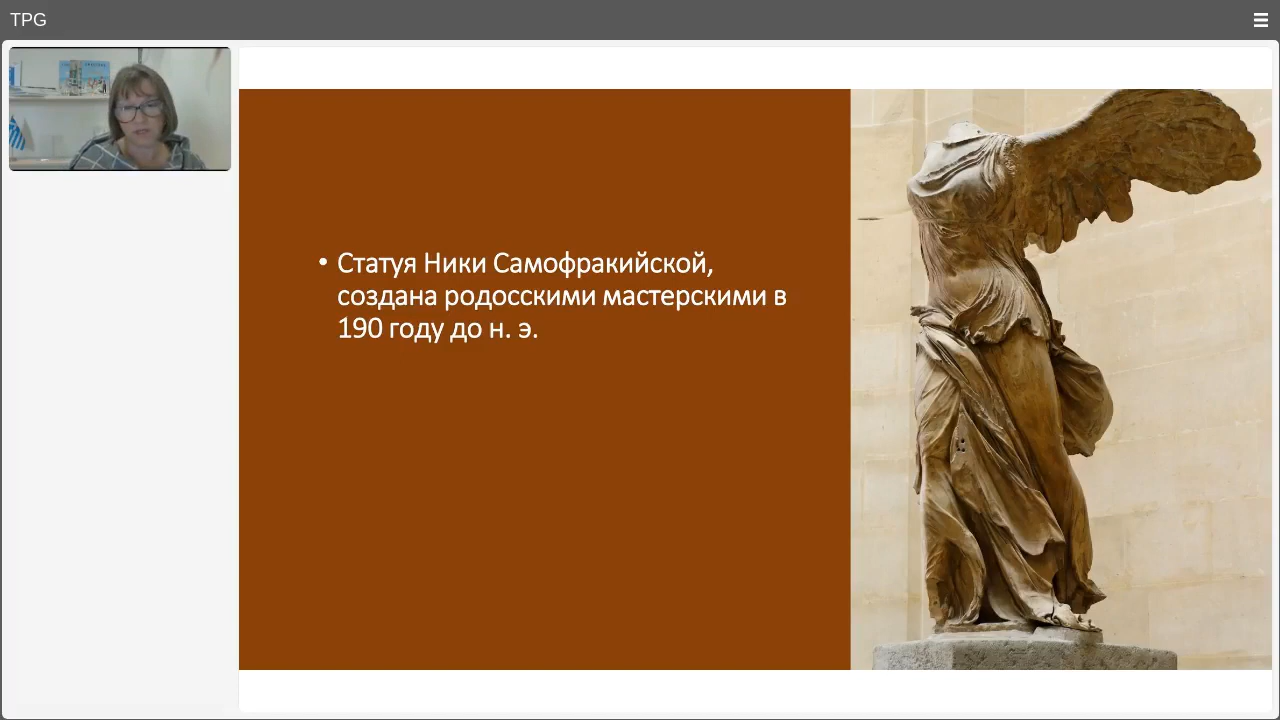 TPG
• Статуя Ники Самофракийской,
создана родосскими мастерскими в
190 году до н. э.